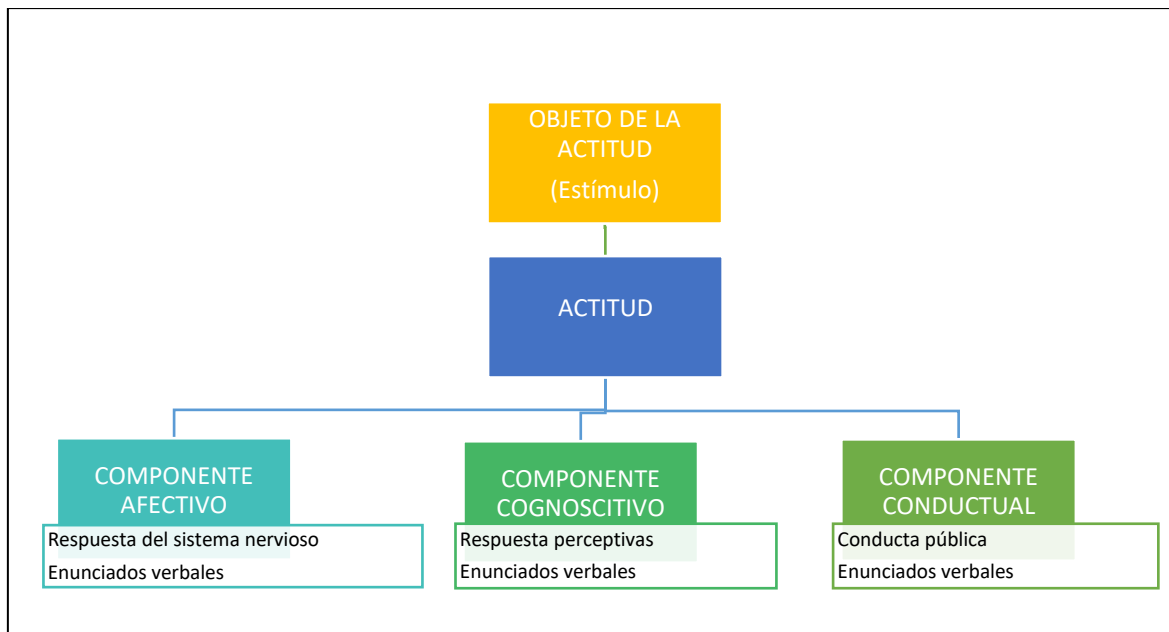 OBJETO DE LA
ACTITUD
(Estímulo)
ACTITUD
COMPONENTE
AFECTIVO
Respuesta del sistema nervioso
Enunciados verbales
COMPONENTE
COGNOSCITIVO
Respuesta perceptivas
Enunciados verbales
COMPONENTE
CONDUCTUAL
Conducta pública
Enunciados verbales